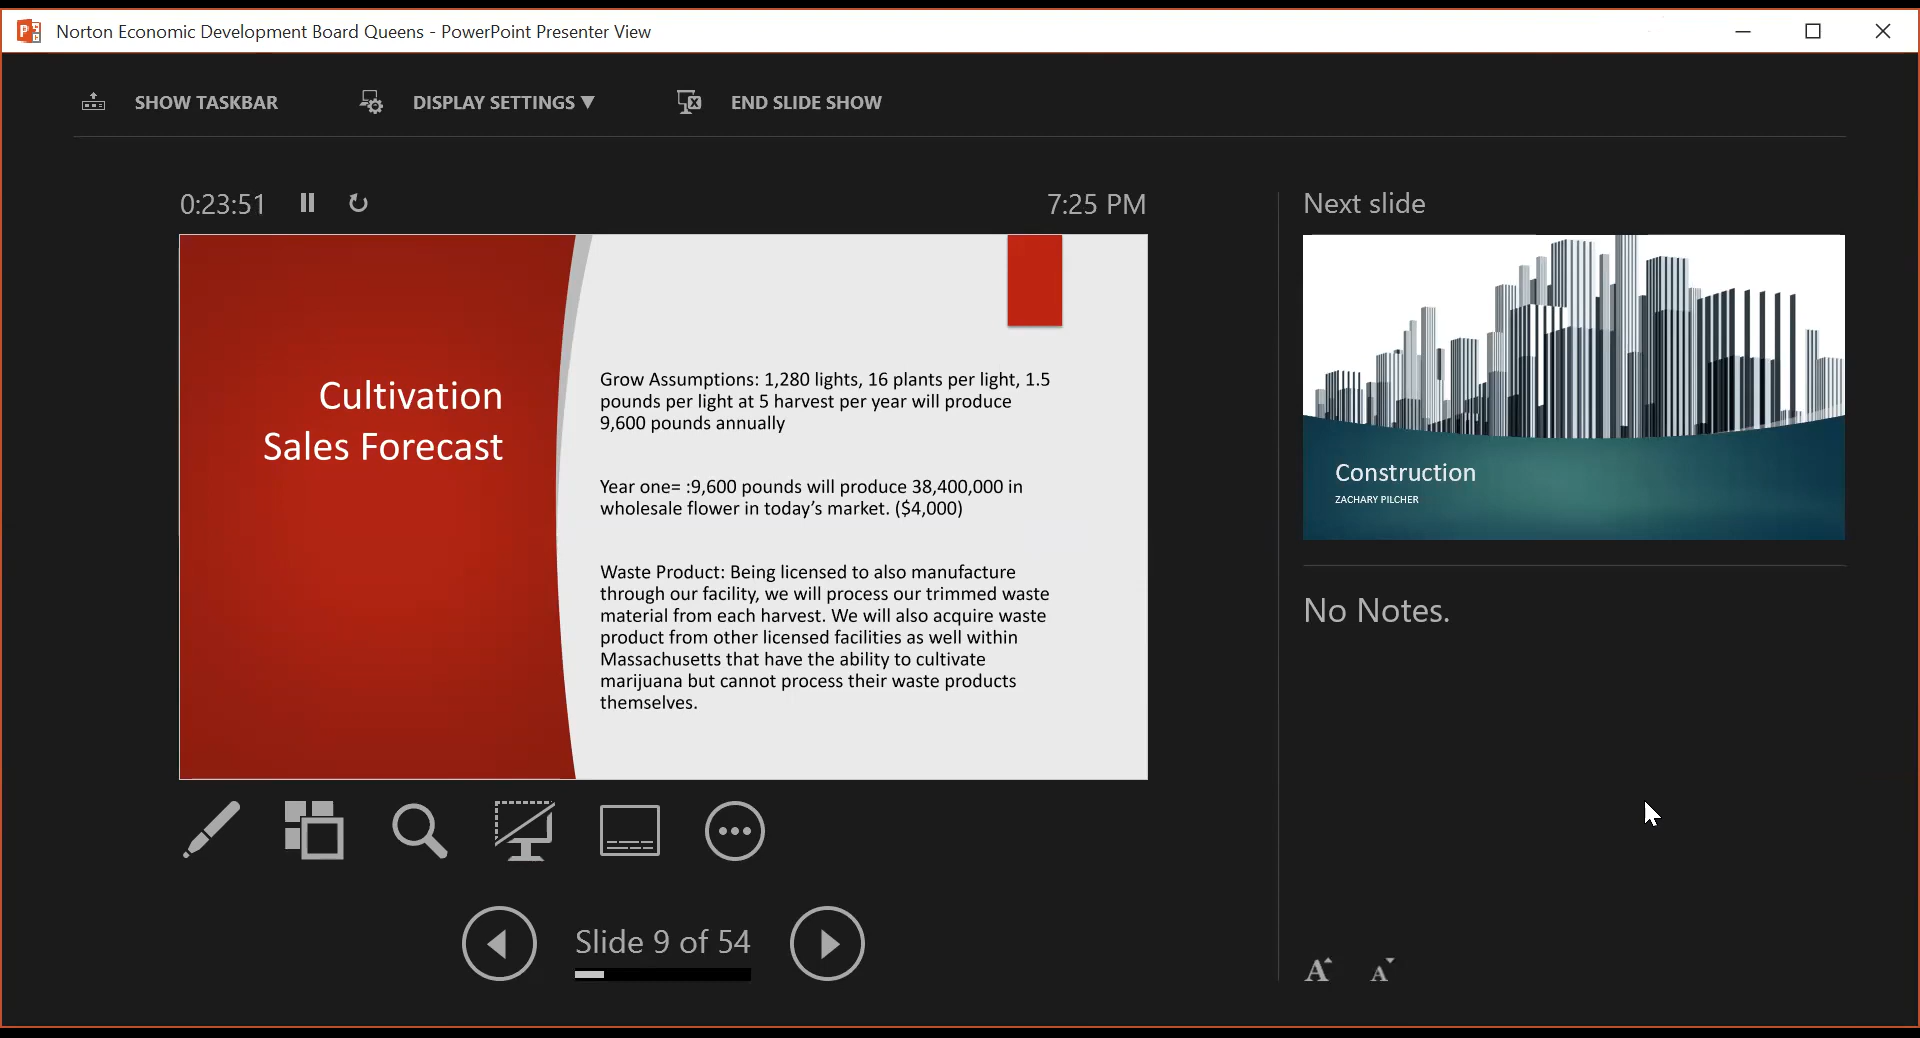 Norton Economic Development Board Queens - PowerPoint Presenter View
SHOW TASKBAR
DISPLAY SETTINGS ▼
END SLIDE SHOW
0:23:51
7:25 PM
Cultivation
Sales Forecast
Grow Assumptions: 1,280 lights, 16 plants per light, 1.5
pounds per light at 5 harvest per year will produce
9,600 pounds annually
Year one= :9,600 pounds will produce 38,400,000 in
wholesale flower in today's market. ($4,000)
Waste Product: Being licensed to also manufacture
through our facility, we will process our trimmed waste
material from each harvest. We will also acquire waste
product from other licensed facilities as well within
Massachusetts that have the ability to cultivate
marijuana but cannot process their waste products
themselves.
Slide 9 of 54
Next slide
Construction
ZACHARY PILCHER
No Notes.
A A